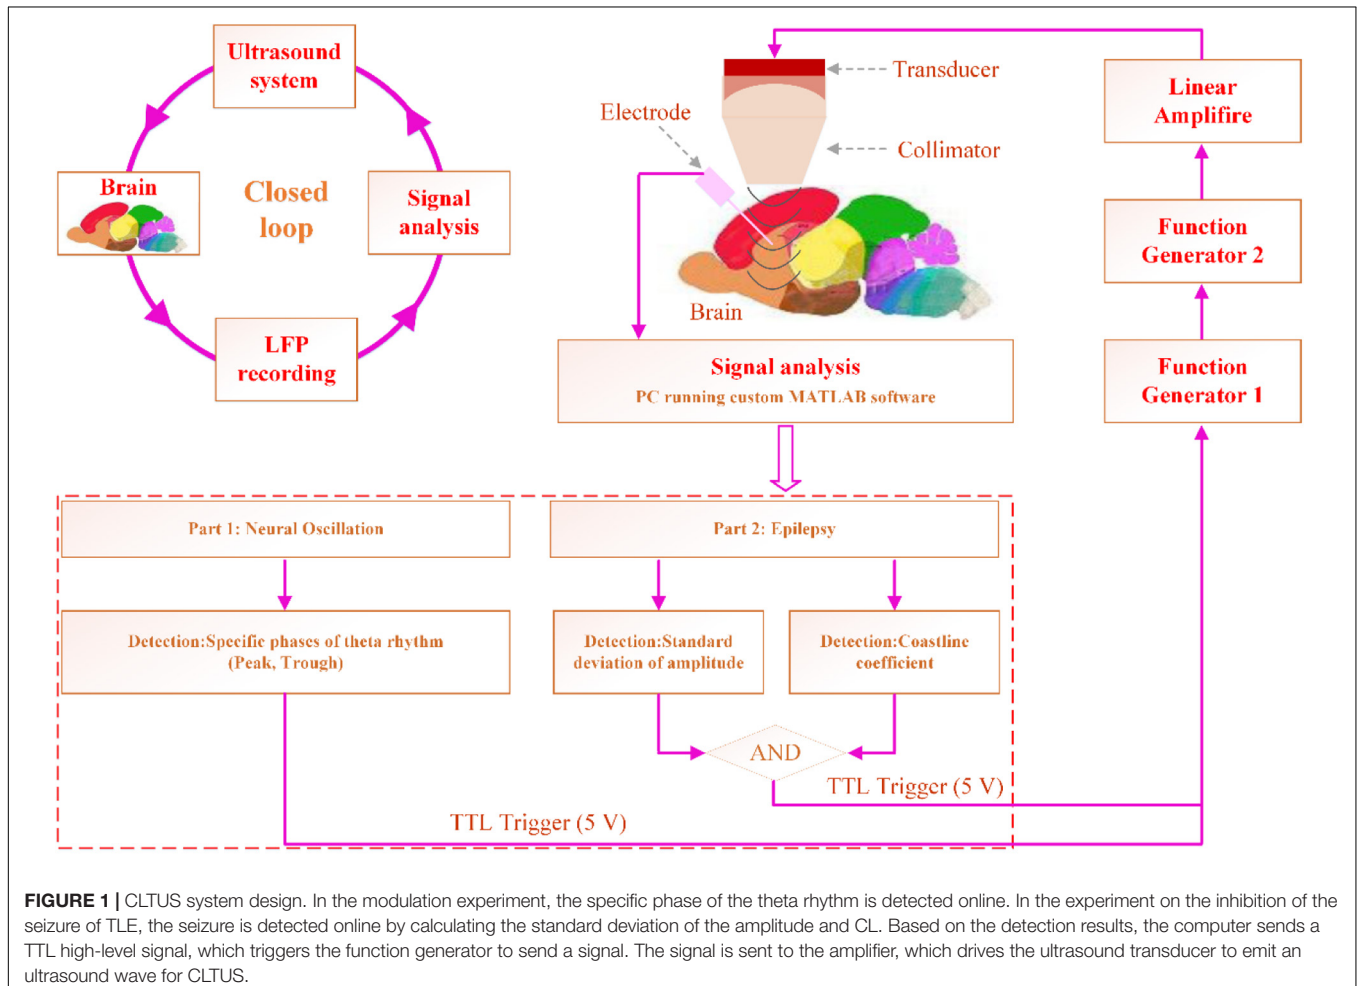 Ultrasound
system
Brain
Closed
loop
Signal
analysis
LFP
recording
Transducer
Electrode
Collimator
Brain
Signal analysis
PC running custom MATLAB software
Linear
Amplifire
Function
Generator 2
Function
Generator 1
Part 1: Neural Oscillation
Part 2: Epilepsy
Detection:Specific phases of theta rhythm
(Peak, Trough)
Detection:Standard
deviation of amplitude
Detection:Coastline
coefficient
AND
TTL Trigger (5 V)
TTL Trigger (5 V)
FIGURE 1 | CLTUS system design. In the modulation experiment, the specific phase of the theta rhythm is detected online. In the experiment on the inhibition of the
seizure of TLE, the seizure is detected online by calculating the standard deviation of the amplitude and CL. Based on the detection results, the computer sends a
TTL high-level signal, which triggers the function generator to send a signal. The signal is sent to the amplifier, which drives the ultrasound transducer to emit an
ultrasound wave for CLTUS.